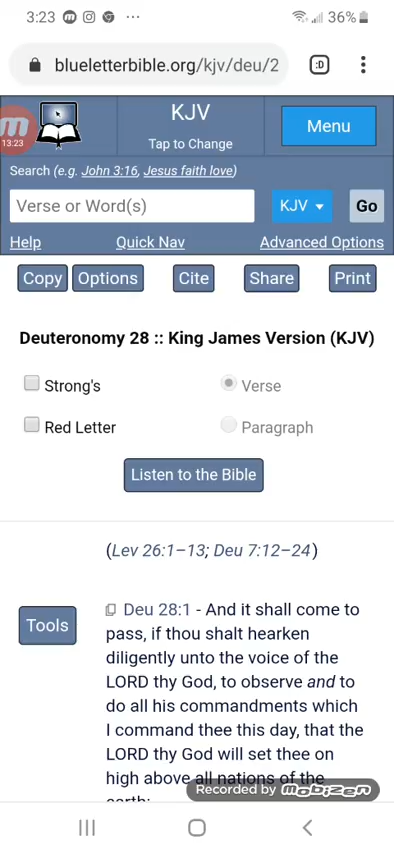 3:23 ··· 36%
blueletterbible.org/kjv/deu/2 :D
m
13:23
KJV
Tap to Change
Menu
Search (e.g. John 3:16, Jesus faith love)
Verse or Word(s) KJV Go
Help Quick Nav Advanced Options
Copy Options Cite Share Print
Deuteronomy 28 :: King James Version (KJV)
Strong's Verse
Red Letter Paragraph
Listen to the Bible
(Lev 26:1–13; Deu 7:12–24)
Tools
Deu 28:1 - And it shall come to
pass, if thou shalt hearken
diligently unto the voice of the
LORD thy God, to observe and to
do all his commandments which
I command thee this day, that the
LORD thy God will set thee on
high above all nations of the
earth:
Recorded by mobizen